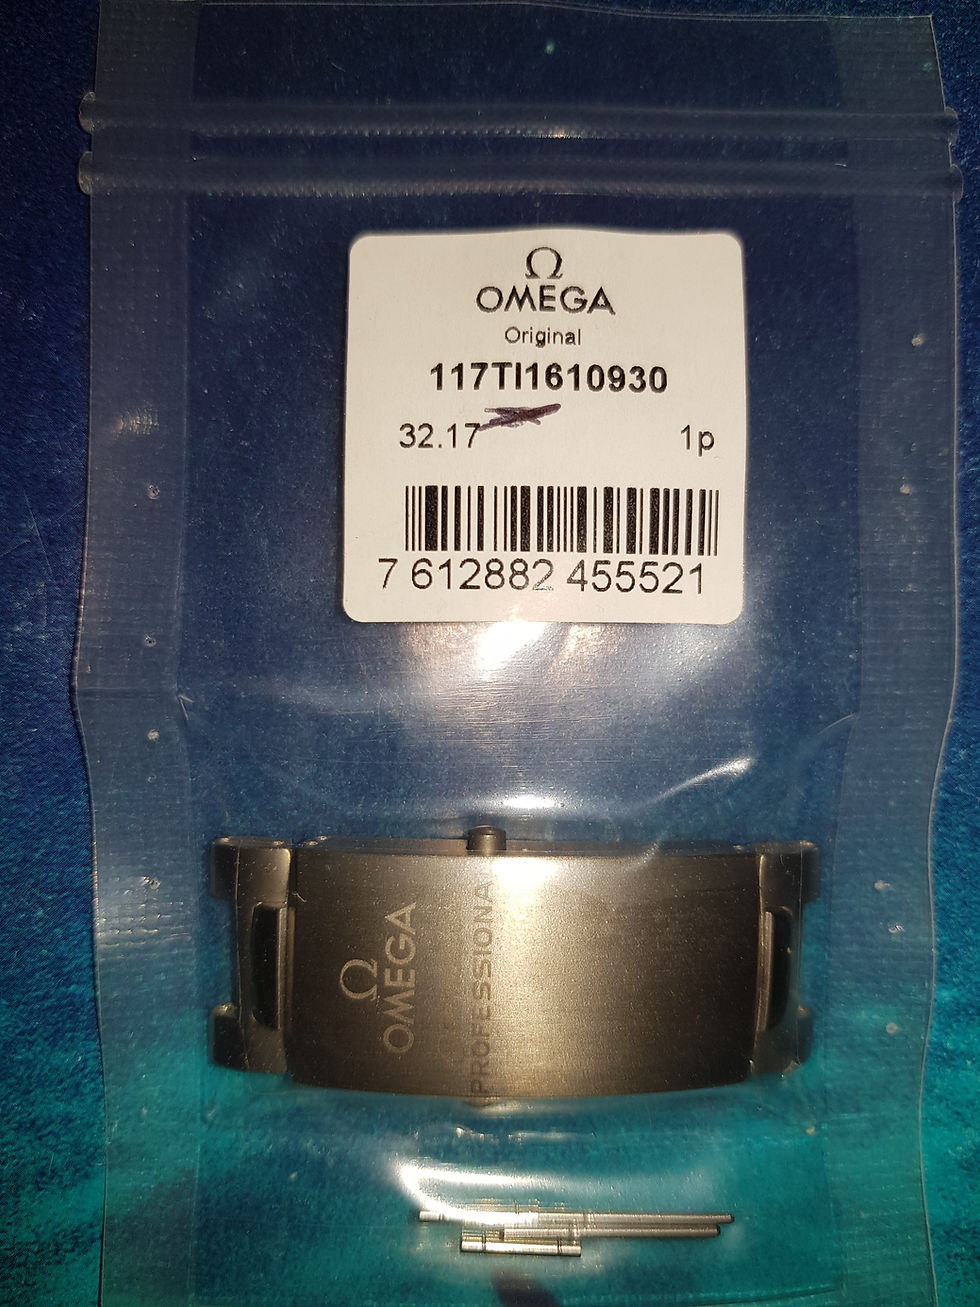 Ω
OMEGA
Original
117TI1610930
32.17
1p
7 612882 455521
Ω
OMEGA
PROFESSIONAL